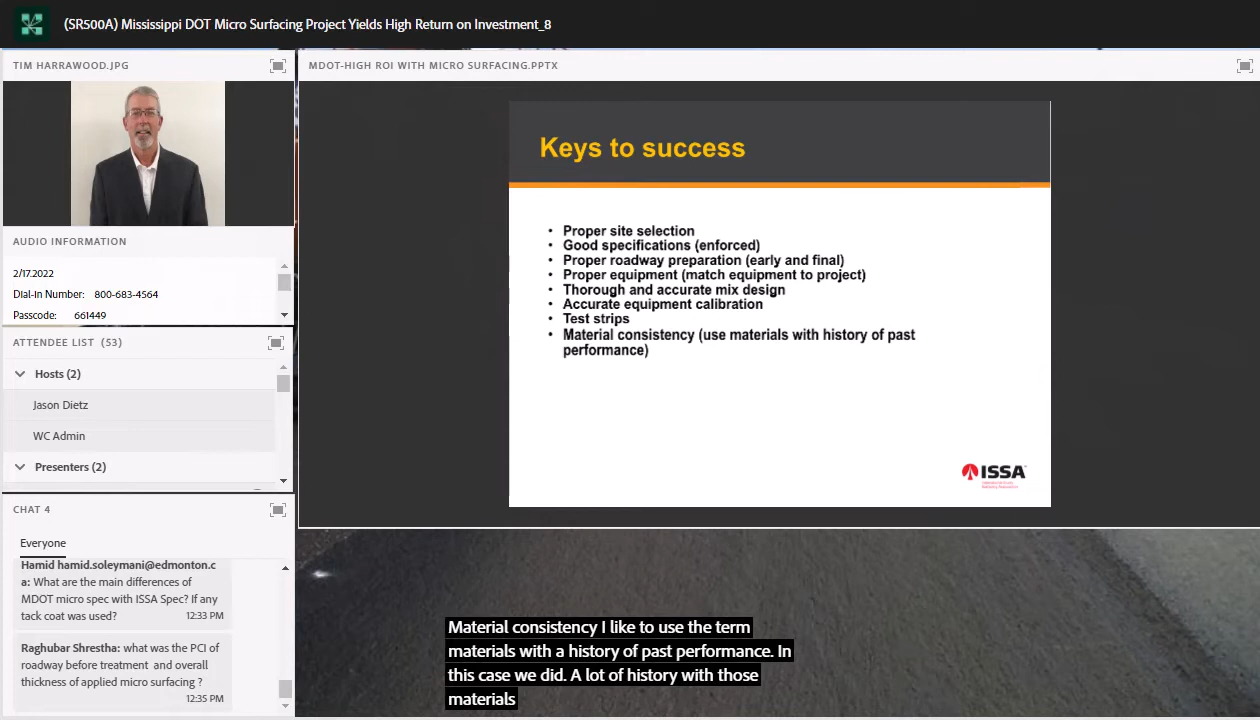 (SR500A) Mississippi DOT Micro Surfacing Project Yields High Return on Investment_8
TIM HARRAWOOD.JPG
AUDIO INFORMATION
2/17.2022
Dial-In Number: 800-683-4564
Passcode: 661449
ATTENDEE LIST (53)
Hosts (2)
Jason Dietz
WC Admin
Presenters (2)
CHAT 4
Everyone
Hamid hamid.soleymani@edmonton.c
a: What are the main differences of
MDOT micro spec with ISSA Spec? If any
tack coat was used?
12:33 PM
Raghubar Shrestha: what was the PCI of
roadway before treatment and overall
thickness of applied micro surfacing ?
12:35 PM
MDOT-HIGH ROI WITH MICRO SURFACING.PPTX
Keys to success
• Proper site selection
• Good specifications (enforced)
• Proper roadway preparation (early and final)
• Proper equipment (match equipment to project)
• Thorough and accurate mix design
• Accurate equipment calibration
• Test strips
• Material consistency (use materials with history of past
performance)
ISSA
Material consistency I like to use the term
materials with a history of past performance. In
this case we did. A lot of history with those
materials